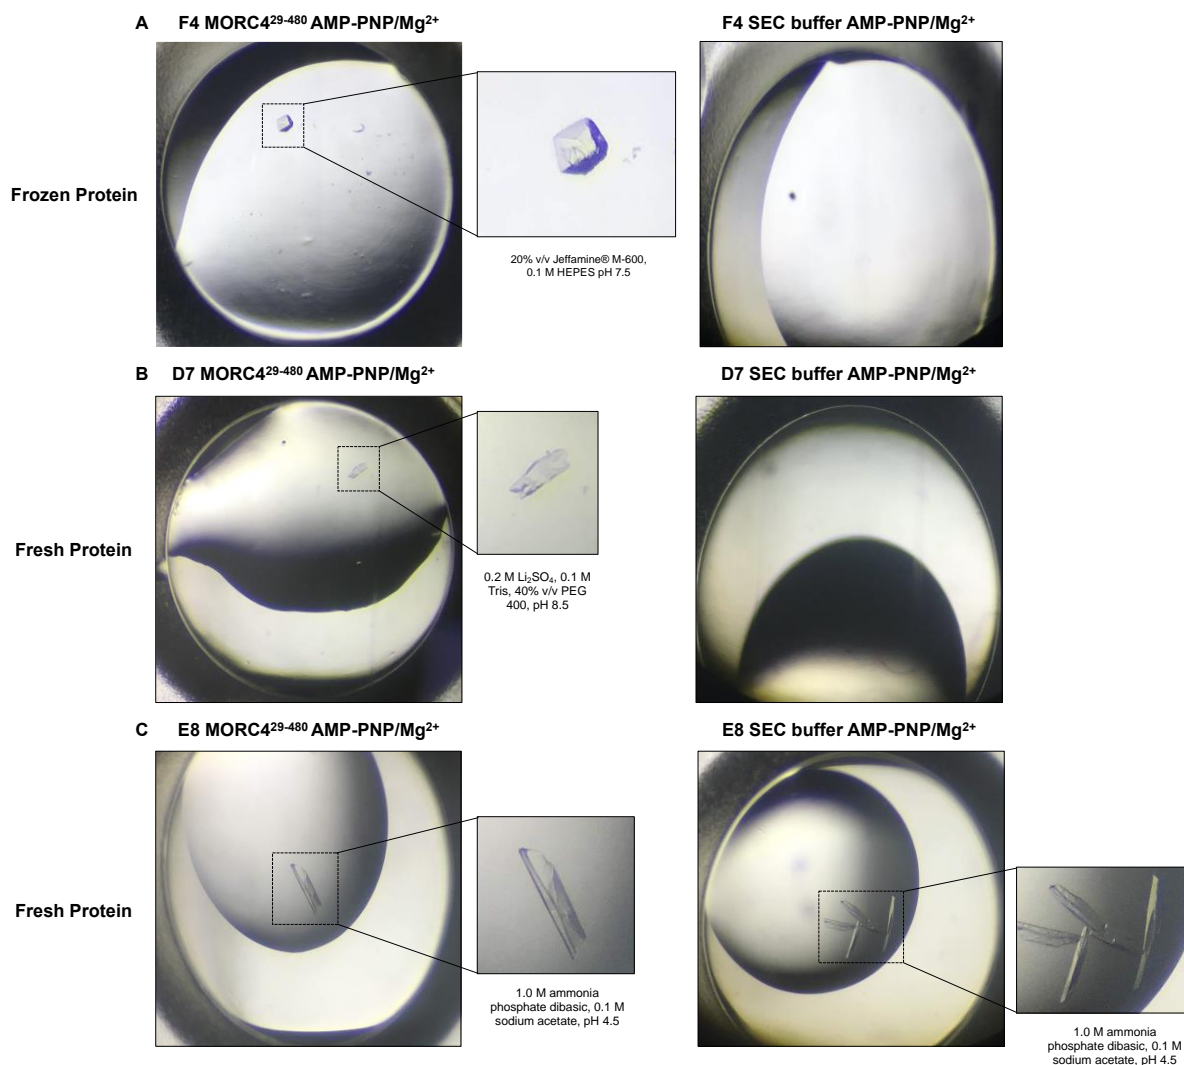 A F4 MORC4²⁹⁻⁴⁸⁰ AMP-PNP/Mg²⁺
F4 SEC buffer AMP-PNP/Mg²⁺
Frozen Protein
20% v/v Jeffamine® M-600,
0.1 M HEPES pH 7.5
B D7 MORC4²⁹⁻⁴⁸⁰ AMP-PNP/Mg²⁺
D7 SEC buffer AMP-PNP/Mg²⁺
Fresh Protein
0.2 M Li₂SO₄, 0.1 M
Tris, 40% v/v PEG
400, pH 8.5
C E8 MORC4²⁹⁻⁴⁸⁰ AMP-PNP/Mg²⁺
E8 SEC buffer AMP-PNP/Mg²⁺
Fresh Protein
1.0 M ammonia
phosphate dibasic, 0.1 M
sodium acetate, pH 4.5
1.0 M ammonia
phosphate dibasic, 0.1 M
sodium acetate, pH 4.5